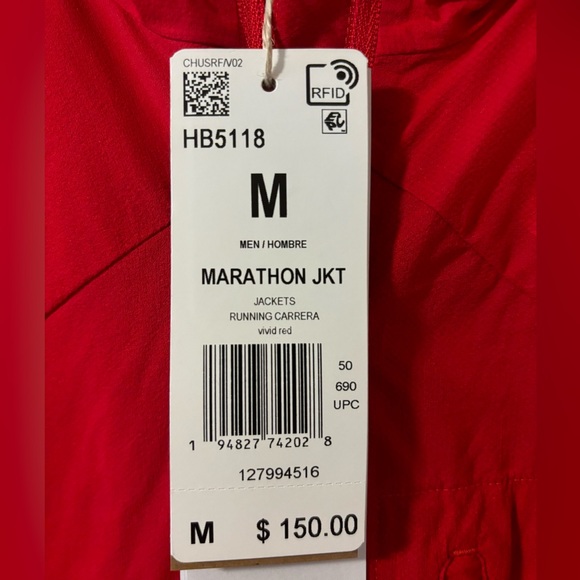 CHUSRF/V02
RFID
HB5118
M
MEN / HOMBRE
MARATHON JKT
JACKETS
RUNNING CARRERA
vivid red
50
690
UPC
1 94827 74202 8
127994516
M $ 150.00